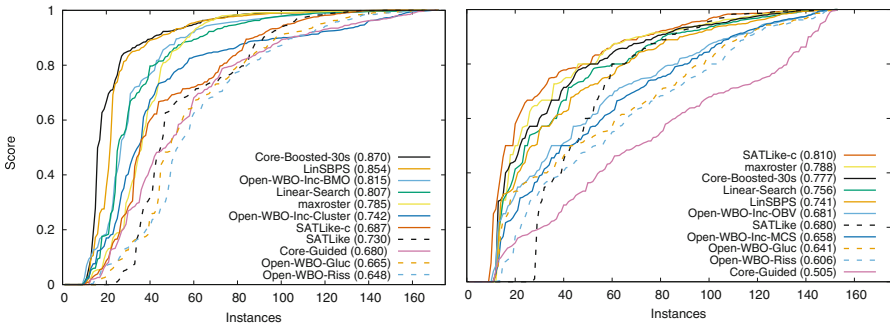 1
0.8
0.6
0.4
0.2
0
Score
0 20 40 60 80 100 120 140 160
Instances
Core-Boosted-30s (0.870)
LinSBPS (0.854)
Open-WBO-Inc-BMO (0.815)
Linear-Search (0.807)
maxroster (0.785)
Open-WBO-Inc-Cluster (0.742)
SATLike-c (0.687)
SATLike (0.730)
Core-Guided (0.680)
Open-WBO-Gluc (0.665)
Open-WBO-Riss (0.648)
0 20 40 60 80 100 120 140 160
Instances
SATLike-c (0.810)
maxroster (0.788)
Core-Boosted-30s (0.777)
Linear-Search (0.756)
LinSBPS (0.741)
Open-WBO-Inc-OBV (0.681)
SATLike (0.680)
Open-WBO-Inc-MCS (0.658)
Open-WBO-Gluc (0.641)
Open-WBO-Riss (0.606)
Core-Guided (0.505)